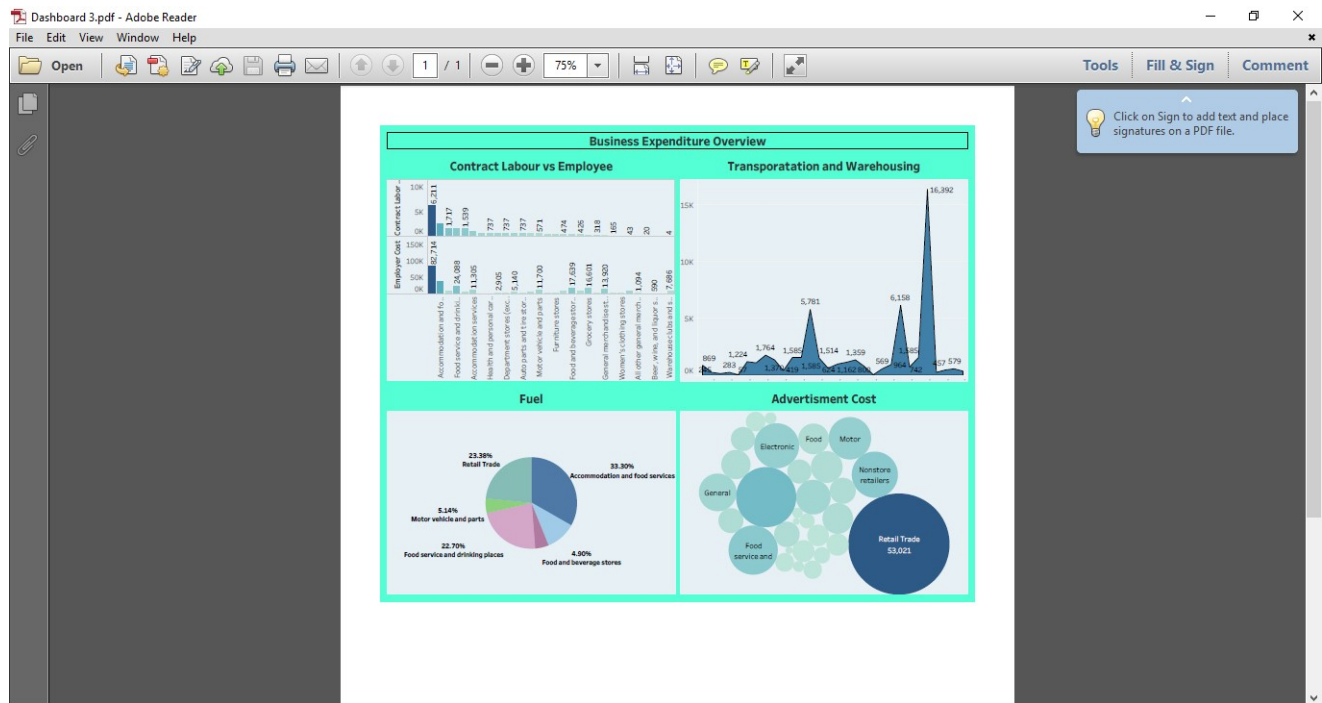 Dashboard 3.pdf - Adobe Reader
File Edit View Window Help
Open 1 / 1 75% Tools Fill & Sign Comment
Click on Sign to add text and place
signatures on a PDF file.
Business Expenditure Overview
Contract Labour vs Employee
Contract Labor ..
10K
5K
0K
6,211
1,717
1,539
737
737
737
571
474
426
318
165
43
20
4
Employer Cost
150K
100K
50K
0K
82,714
24,088
11,305
2,905
5,140
11,700
17,639
16,601
13,920
1,094
590
7,686
Accommodation and fo..
Food service and drinki..
Accommodation services
Health and personal car..
Department stores (exc..
Auto parts and tire stor..
Motor vehicle and parts
Furniture stores
Food and beverage stor..
Grocery stores
General merchandise st..
Women's clothing stores
All other general merch..
Beer, wine, and liquor s..
Warehouse clubs and s..
Transporatation and Warehousing
15K
10K
5K
0K
16,392
5,781
6,158
869
1,224
1,764
1,585
1,514
1,359
569
1,585
283
1,370
419
1,585
624
1,162
800
964
742
457
579
Fuel
23.38%
Retail Trade
33.30%
Accommodation and food services
5.14%
Motor vehicle and parts
22.70%
Food service and drinking places
4.90%
Food and beverage stores
Advertisment Cost
Electronic
Food
Motor
Nonstore
retailers
General
Food
service and
Retail Trade
53,021